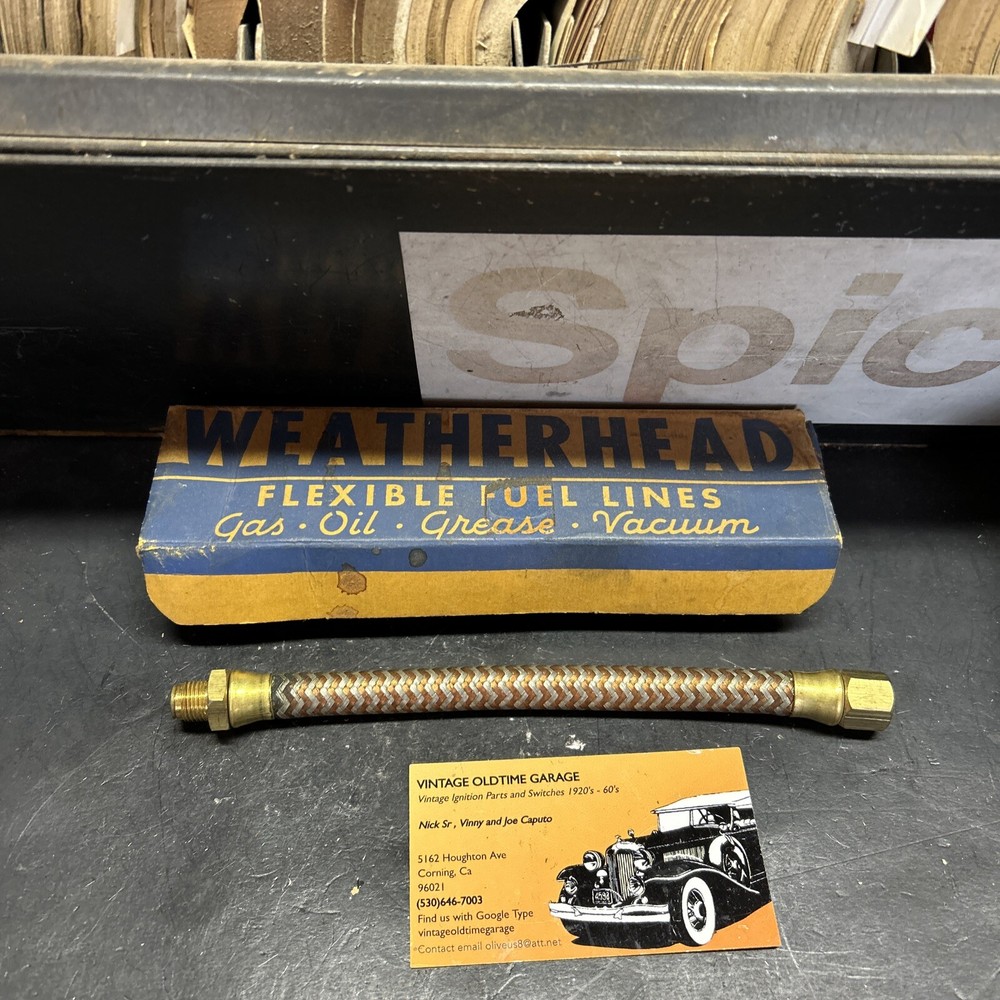 Spic
WEATHERHEAD
FLEXIBLE FUEL LINES
Gas · Oil · Grease · Vacuum
VINTAGE OLDTIME GARAGE
Vintage Ignition Parts and Switches 1920's - 60's
Nick Sr , Vinny and Joe Caputo
5162 Houghton Ave
Corning, Ca
96021
(530)646-7003
Find us with Google Type
vintageoldtimegarage
Contact email oliveus8@att.net